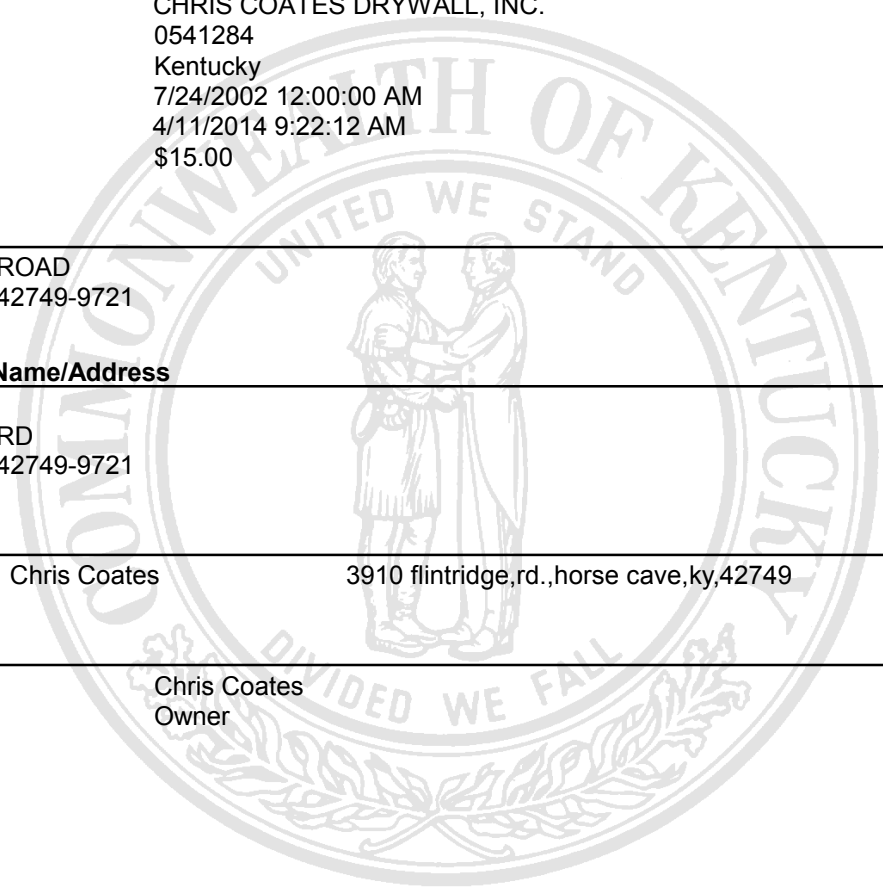 CHRIS COATES DRYWALL, INC.
0541284
Kentucky
7/24/2002 12:00:00 AM
4/11/2014 9:22:12 AM
$15.00
COMMONWEALTH OF KENTUCKY
UNITED WE STAND
ROAD
42749-9721
Name/Address
RD
42749-9721
Chris Coates 3910 flintridge,rd.,horse cave,ky,42749
DIVIDED WE FALL
Chris Coates
Owner